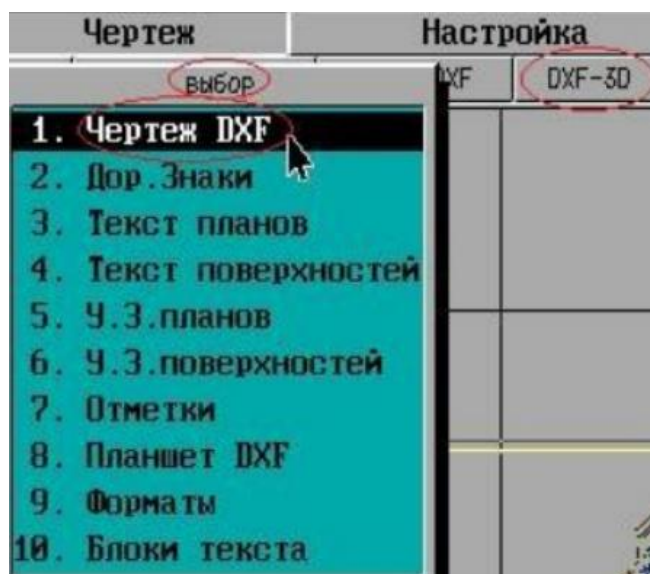 Чертеж Настройка
выбор DXF DXF-3D
1. Чертеж DXF
2. Дор.Знаки
3. Текст планов
4. Текст поверхностей
5. У.З.планов
6. У.З.поверхностей
7. Отметки
8. Планшет DXF
9. Форматы
10. Блоки текста